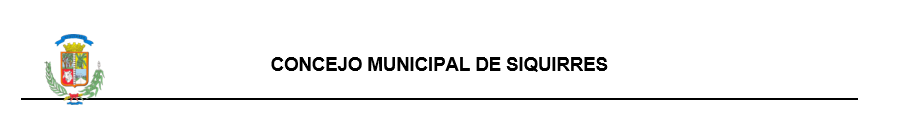 CONCEJO MUNICIPAL DE SIQUIRRES